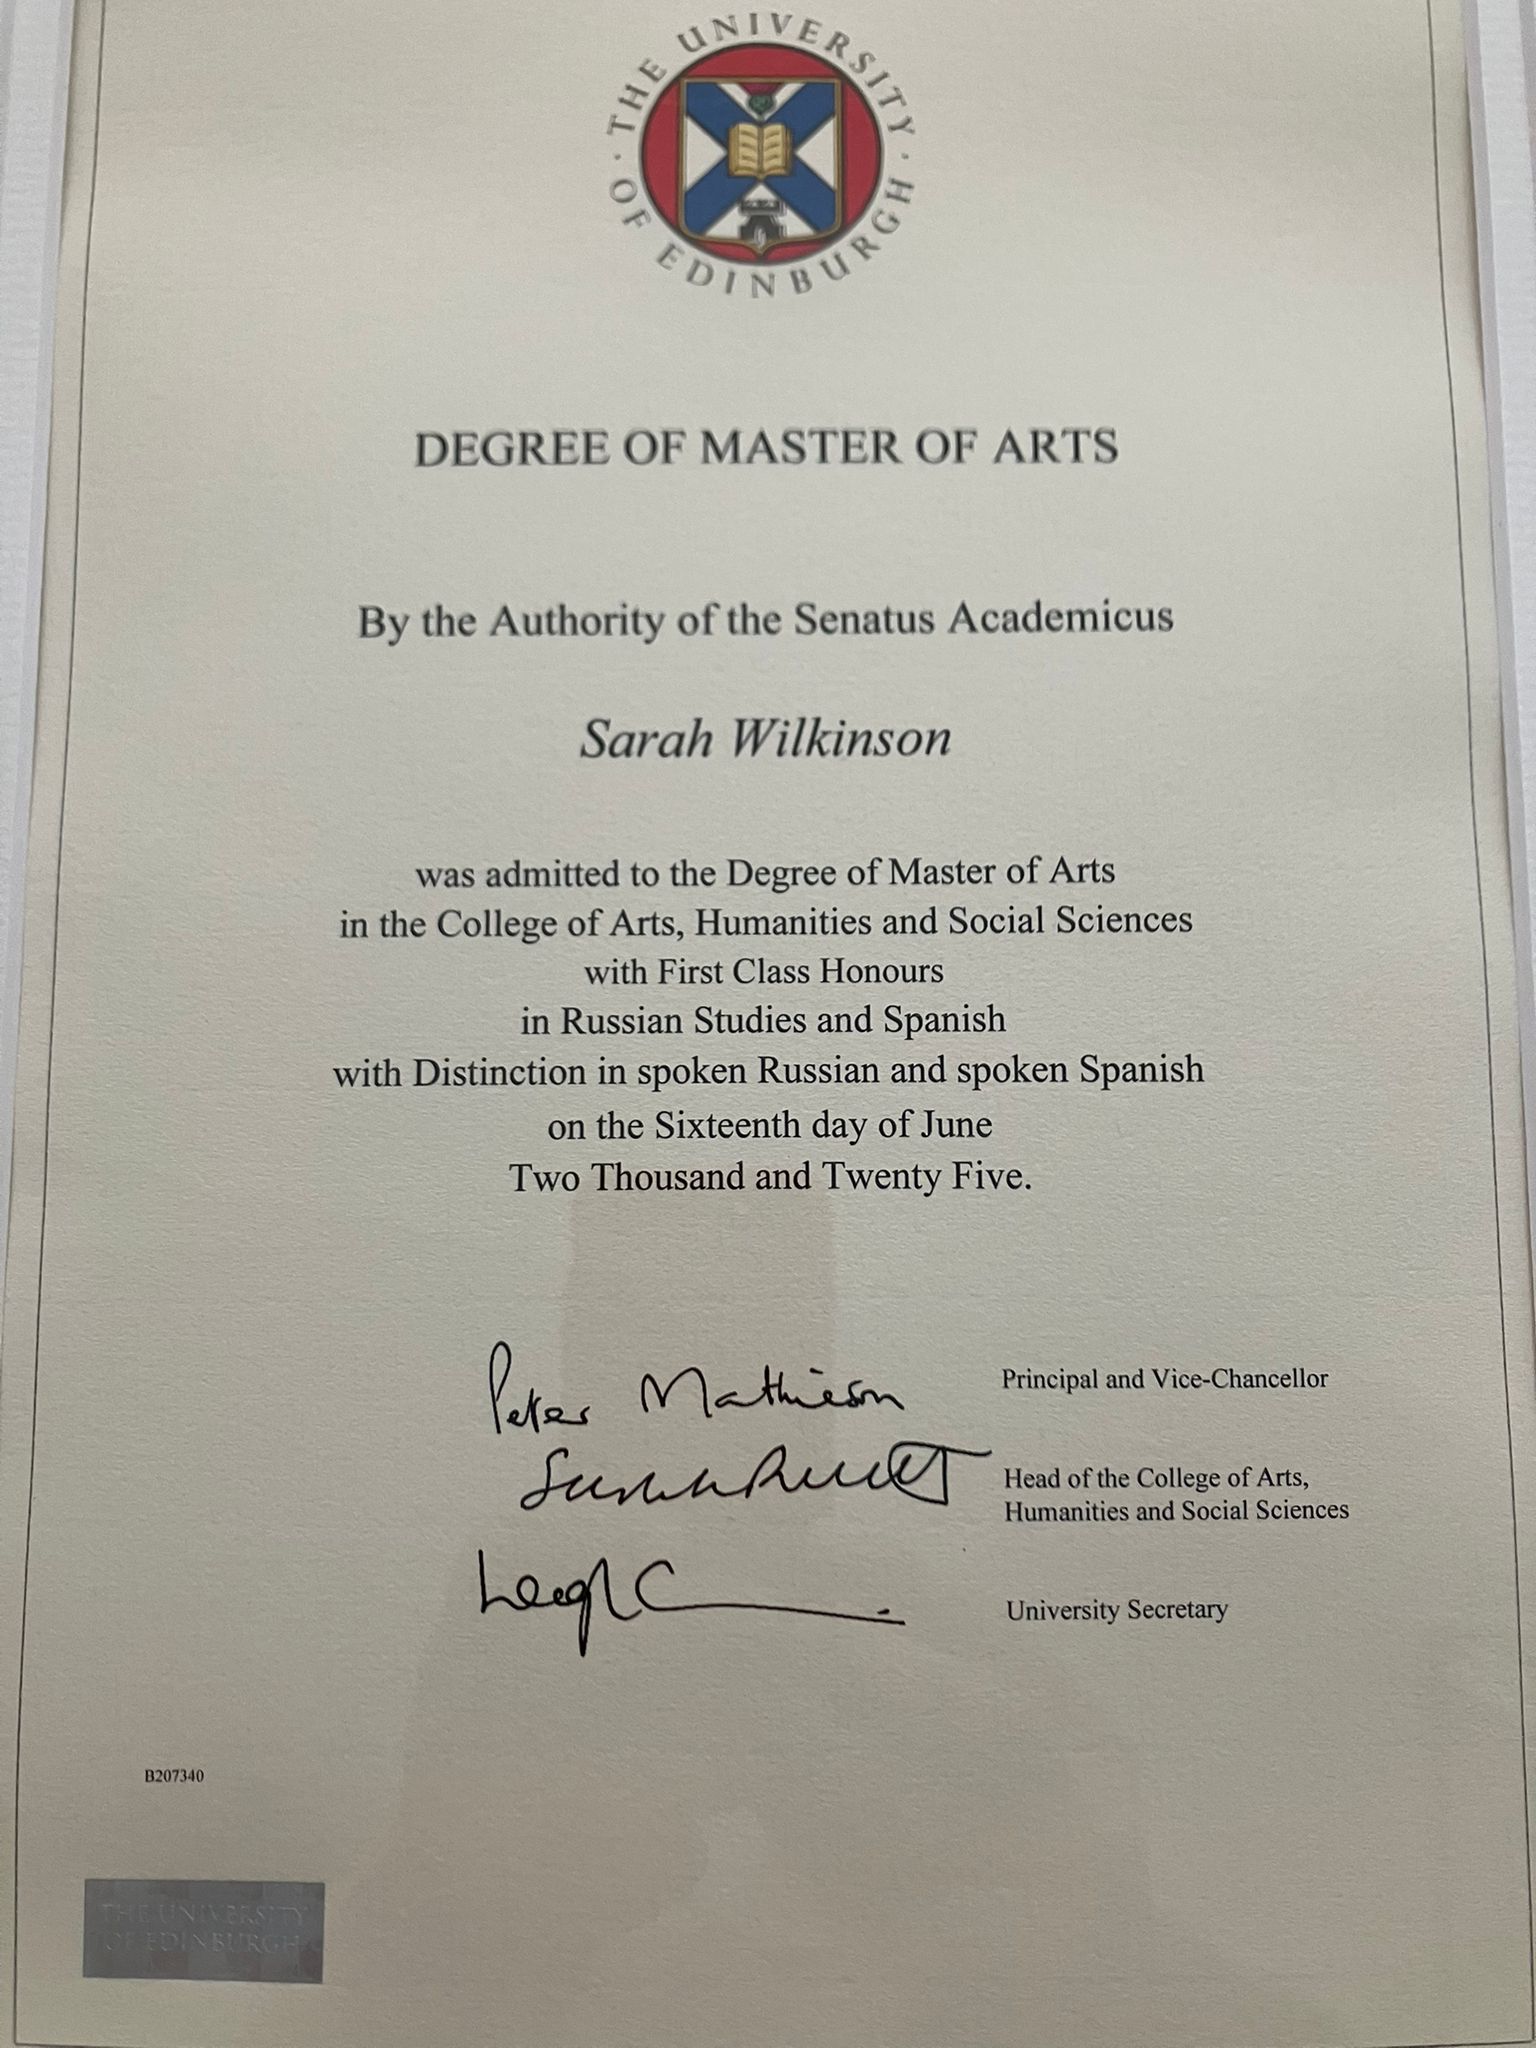 THE UNIVERSITY OF EDINBURGH
DEGREE OF MASTER OF ARTS
By the Authority of the Senatus Academicus
Sarah Wilkinson
was admitted to the Degree of Master of Arts
in the College of Arts, Humanities and Social Sciences
with First Class Honours
in Russian Studies and Spanish
with Distinction in spoken Russian and spoken Spanish
on the Sixteenth day of June
Two Thousand and Twenty Five.
Peter Mathieson
Principal and Vice-Chancellor
Head of the College of Arts,
Humanities and Social Sciences
Leigh
University Secretary
B207340
THE UNIVERSITY
OF EDINBURGH